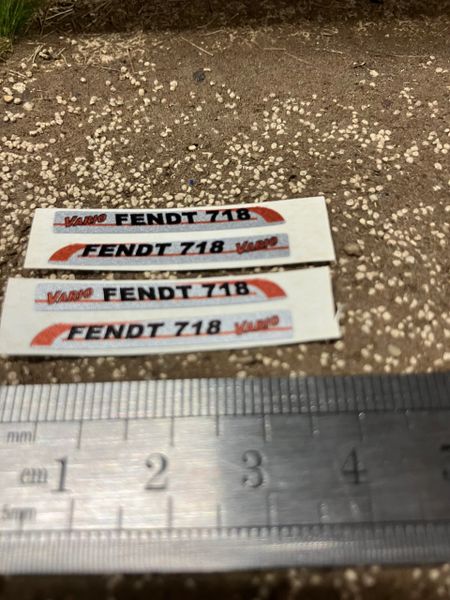 VARIO FENDT 718
FENDT 718 VARIO
VARIO FENDT 718
FENDT 718 VARIO
mm
cm 1 2 3 4
5mm